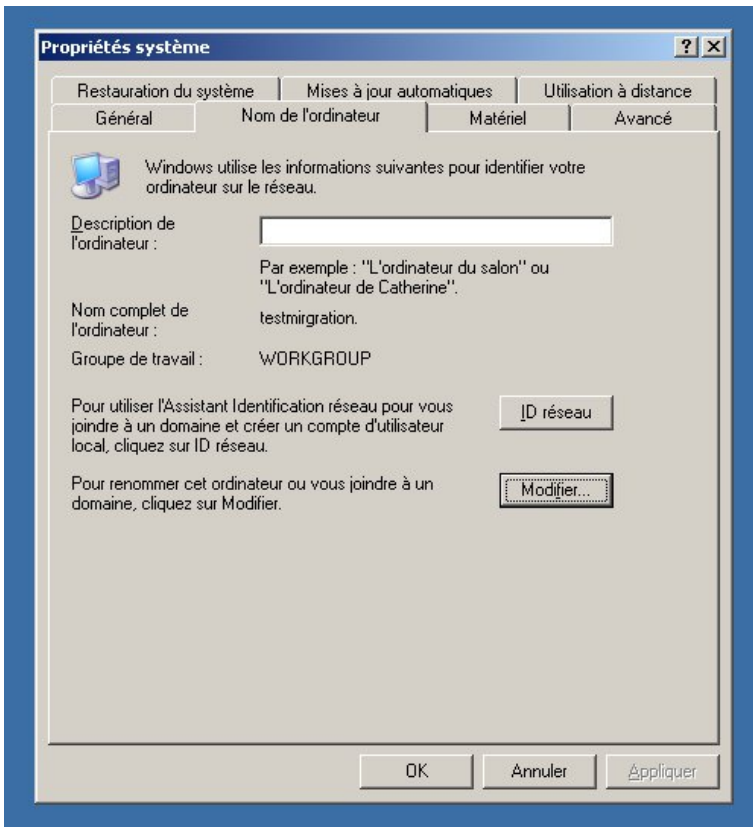 Propriétés système
Restauration du système
Mises à jour automatiques
Utilisation à distance
Général
Nom de l'ordinateur
Matériel
Avancé
Windows utilise les informations suivantes pour identifier votre
ordinateur sur le réseau.
Description de
l'ordinateur :
Par exemple : "L'ordinateur du salon" ou
"L'ordinateur de Catherine".
Nom complet de
l'ordinateur :
testmirgration.
Groupe de travail :
WORKGROUP
Pour utiliser l'Assistant Identification réseau pour vous
joindre à un domaine et créer un compte d'utilisateur
local, cliquez sur ID réseau.
ID réseau
Pour renommer cet ordinateur ou vous joindre à un
domaine, cliquez sur Modifier.
Modifier...
OK
Annuler
Appliquer